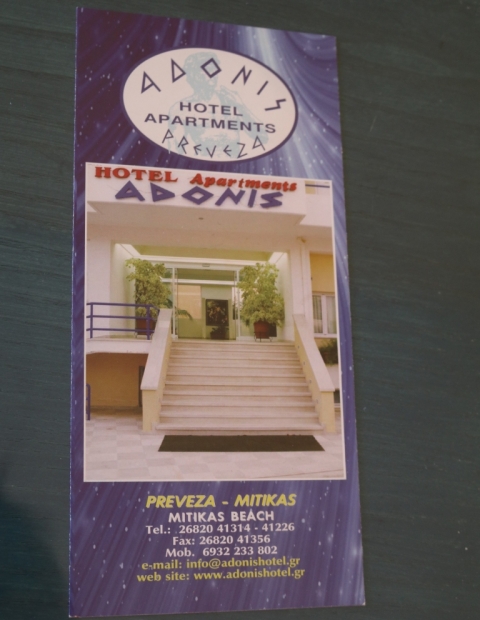 ADONIS
HOTEL
APARTMENTS
PREVEZA
HOTEL Apartments
ADONIS
PREVEZA - MITIKAS
MITIKAS BEACH
Tel.: 26820 41314 - 41226
Fax: 26820 41356
Mob. 6932 233 802
e-mail: info@adonishotel.gr
web site: www.adonishotel.gr